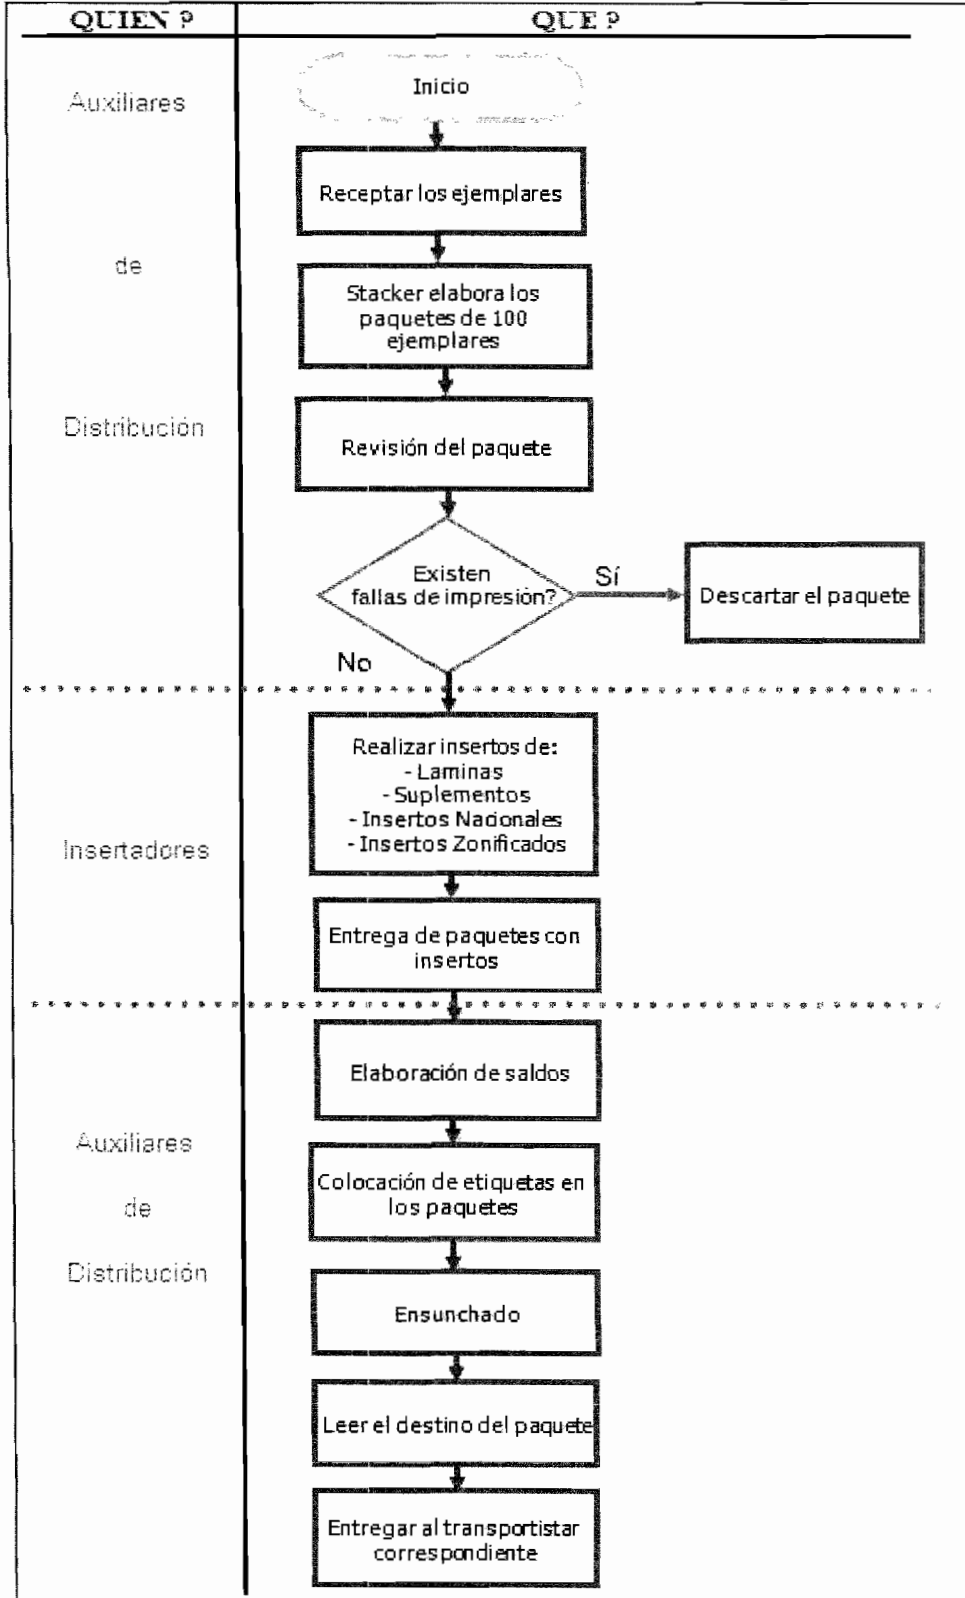 QUIEN ?
QUE ?
Auxiliares
de
Distribución
Inicio
Receptar los ejemplares
Stacker elabora los
paquetes de 100
ejemplares
Revisión del paquete
Existen
fallas de impresión?
Sí
Descartar el paquete
No
Insertadores
Realizar insertos de:
- Laminas
- Suplementos
- Insertos Nacionales
- Insertos Zonificados
Entrega de paquetes con
insertos
Auxiliares
de
Distribución
Elaboración de saldos
Colocación de etiquetas en
los paquetes
Ensunchado
Leer el destino del paquete
Entregar al transportistar
correspondiente